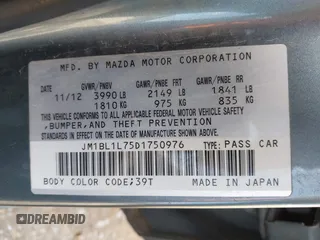 MFD. BY MAZDA MOTOR CORPORATION
DATE GVWR/PNBV GAWR/PNBE FRT GAWR/PNBE RR
11/12 3990 LB 2149 LB 1841 LB
1810 KG 975 KG 835 KG
THIS VEHICLE CONFORMS TO ALL APPLICABLE FEDERAL MOTOR VEHICLE SAFETY
,BUMPER,AND THEFT PREVENTION
STANDARDS IN EFFECT ON THE DATE OF MANUFACTURE SHOWN ABOVE.
JM1BL1L75D1750976 TYPE:PASS CAR
BODY COLOR CODE:39T MADE IN JAPAN
DREAMBID